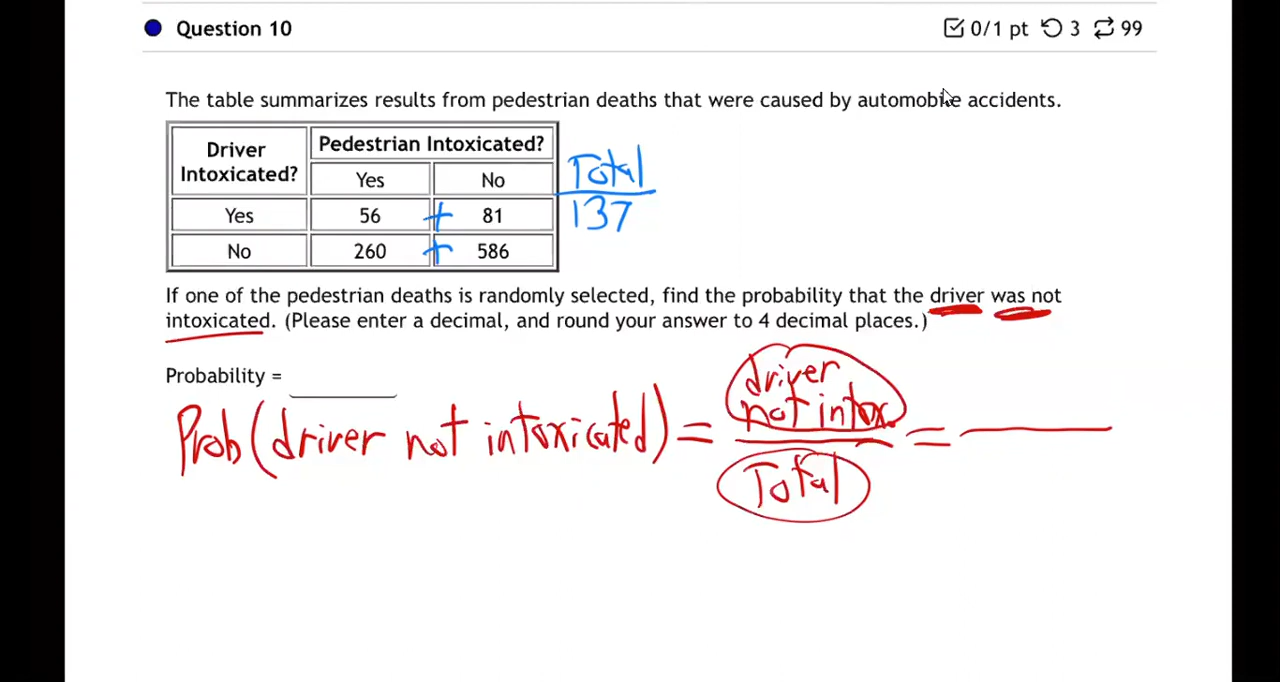 Question 10 0/1 pt 3 99
The table summarizes results from pedestrian deaths that were caused by automobile accidents.
Driver Intoxicated? Pedestrian Intoxicated?
Yes No Total
Yes 56 + 81 137
No 260 + 586
If one of the pedestrian deaths is randomly selected, find the probability that the driver was not
intoxicated. (Please enter a decimal, and round your answer to 4 decimal places.)
Probability =
Prob(driver not intoxicated) = driver not intox. / Total =